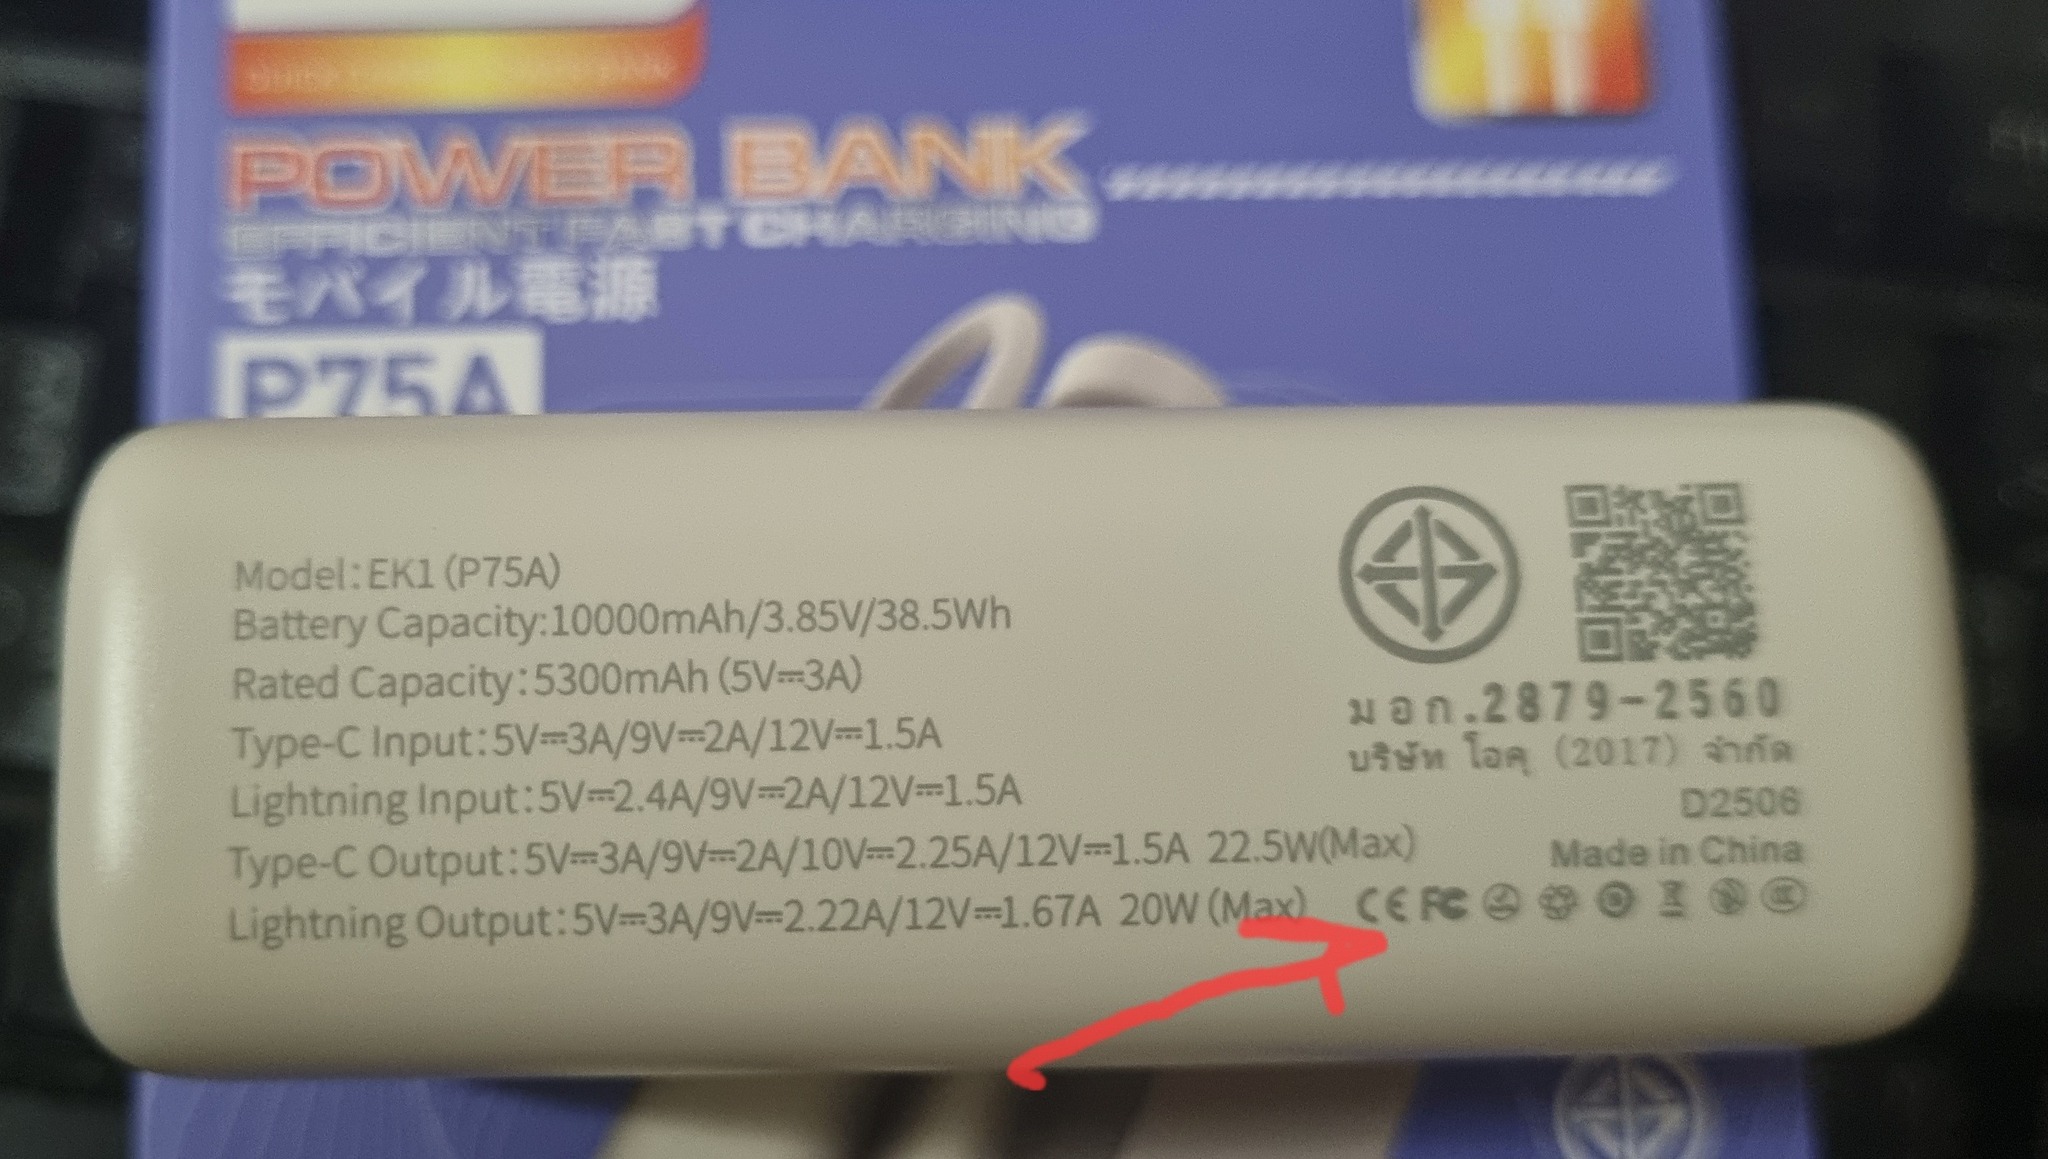 POWER BANK
EFFICIENT FAST CHARGING
モバイル電源
P75A
Model:EK1 (P75A)
Battery Capacity:10000mAh/3.85V/38.5Wh
Rated Capacity:5300mAh (5V⎓3A)
Type-C Input:5V⎓3A/9V⎓2A/12V⎓1.5A
Lightning Input:5V⎓2.4A/9V⎓2A/12V⎓1.5A
Type-C Output:5V⎓3A/9V⎓2A/10V⎓2.25A/12V⎓1.5A 22.5W(Max)
Lightning Output:5V⎓3A/9V⎓2.22A/12V⎓1.67A 20W (Max)
มอก.2879-2560
บริษัท โอคุ (2017) จำกัด
D2506
Made in China
CE FC